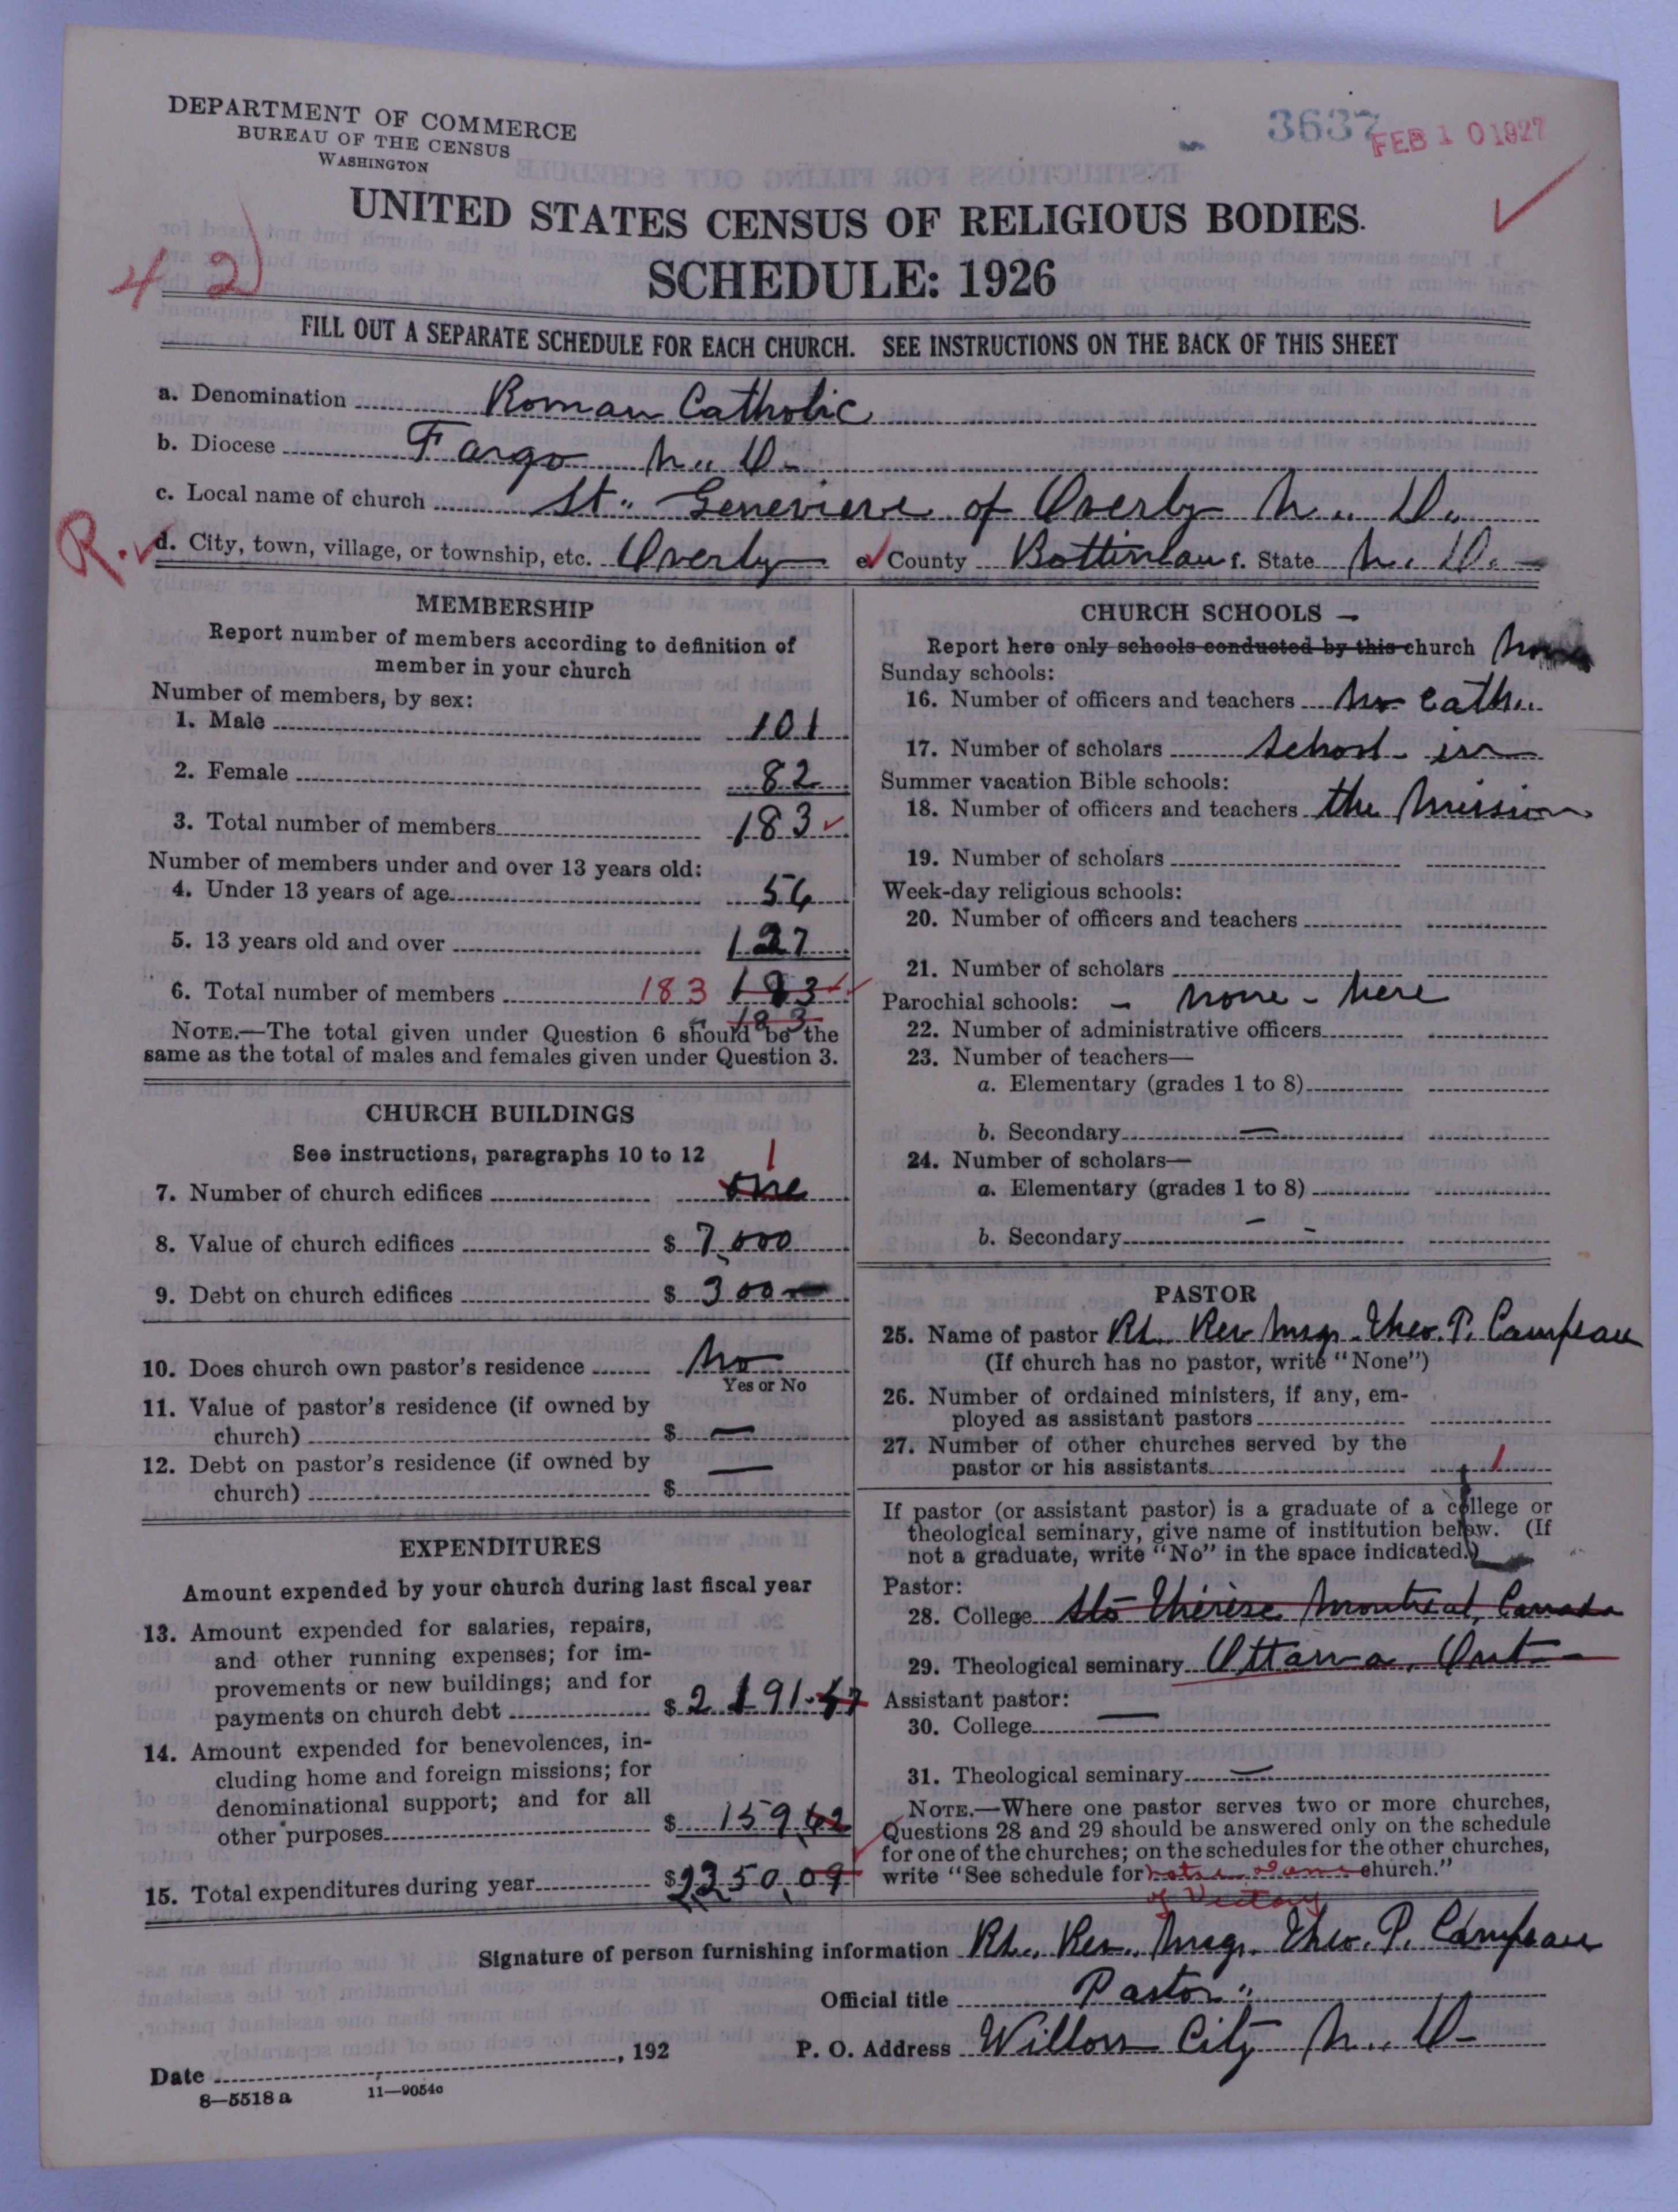 DEPARTMENT OF COMMERCE
BUREAU OF THE CENSUS
WASHINGTON
3637
FEB 10 1927
UNITED STATES CENSUS OF RELIGIOUS BODIES.
42
SCHEDULE: 1926
FILL OUT A SEPARATE SCHEDULE FOR EACH CHURCH. SEE INSTRUCTIONS ON THE BACK OF THIS SHEET
a. Denomination Roman Catholic
b. Diocese Fargo N. D.
c. Local name of church St. Genevieve of Overly N. D.
R.
d. City, town, village, or township, etc. Overly e. County Bottineau f. State N. D.
MEMBERSHIP
Report number of members according to definition of
member in your church
Number of members, by sex:
1. Male 101
2. Female 82
3. Total number of members 183
Number of members under and over 13 years old:
4. Under 13 years of age 56
5. 13 years old and over 127
6. Total number of members 183 183
183
NOTE.—The total given under Question 6 should be the
same as the total of males and females given under Question 3.
CHURCH BUILDINGS
See instructions, paragraphs 10 to 12
1
7. Number of church edifices one
8. Value of church edifices $ 7,000
9. Debt on church edifices $ 300
10. Does church own pastor's residence No
Yes or No
11. Value of pastor's residence (if owned by
church) $ —
12. Debt on pastor's residence (if owned by
church) $ —
EXPENDITURES
Amount expended by your church during last fiscal year
13. Amount expended for salaries, repairs,
and other running expenses; for im-
provements or new buildings; and for
payments on church debt $ 2191.47
14. Amount expended for benevolences, in-
cluding home and foreign missions; for
denominational support; and for all
other purposes $ 159,62
15. Total expenditures during year $2350,09
CHURCH SCHOOLS —
Report here only schools conducted by this church None
Sunday schools:
16. Number of officers and teachers No Cath.
17. Number of scholars School in
Summer vacation Bible schools:
18. Number of officers and teachers the Mission
19. Number of scholars
Week-day religious schools:
20. Number of officers and teachers
21. Number of scholars
Parochial schools: — none - here
22. Number of administrative officers
23. Number of teachers—
a. Elementary (grades 1 to 8)
b. Secondary —
24. Number of scholars—
a. Elementary (grades 1 to 8)
b. Secondary
PASTOR
25. Name of pastor Rt. Rev Msgr. Theo. P. Campeau
(If church has no pastor, write "None")
26. Number of ordained ministers, if any, em-
ployed as assistant pastors
27. Number of other churches served by the
pastor or his assistants 1
If pastor (or assistant pastor) is a graduate of a college or
theological seminary, give name of institution below. (If
not a graduate, write "No" in the space indicated.)
Pastor:
28. College Ste Thérèse Montreal, Canada
29. Theological seminary Ottawa, Ont
Assistant pastor:
30. College —
31. Theological seminary —
NOTE.—Where one pastor serves two or more churches,
Questions 28 and 29 should be answered only on the schedule
for one of the churches; on the schedules for the other churches,
write "See schedule for Notre Dame church."
of Victory
Signature of person furnishing information Rt. Rev. Msgr. Theo. P. Campeau
Official title Pastor
Date , 192 P. O. Address Willow City N. D.
8—5518 a 11—9054c